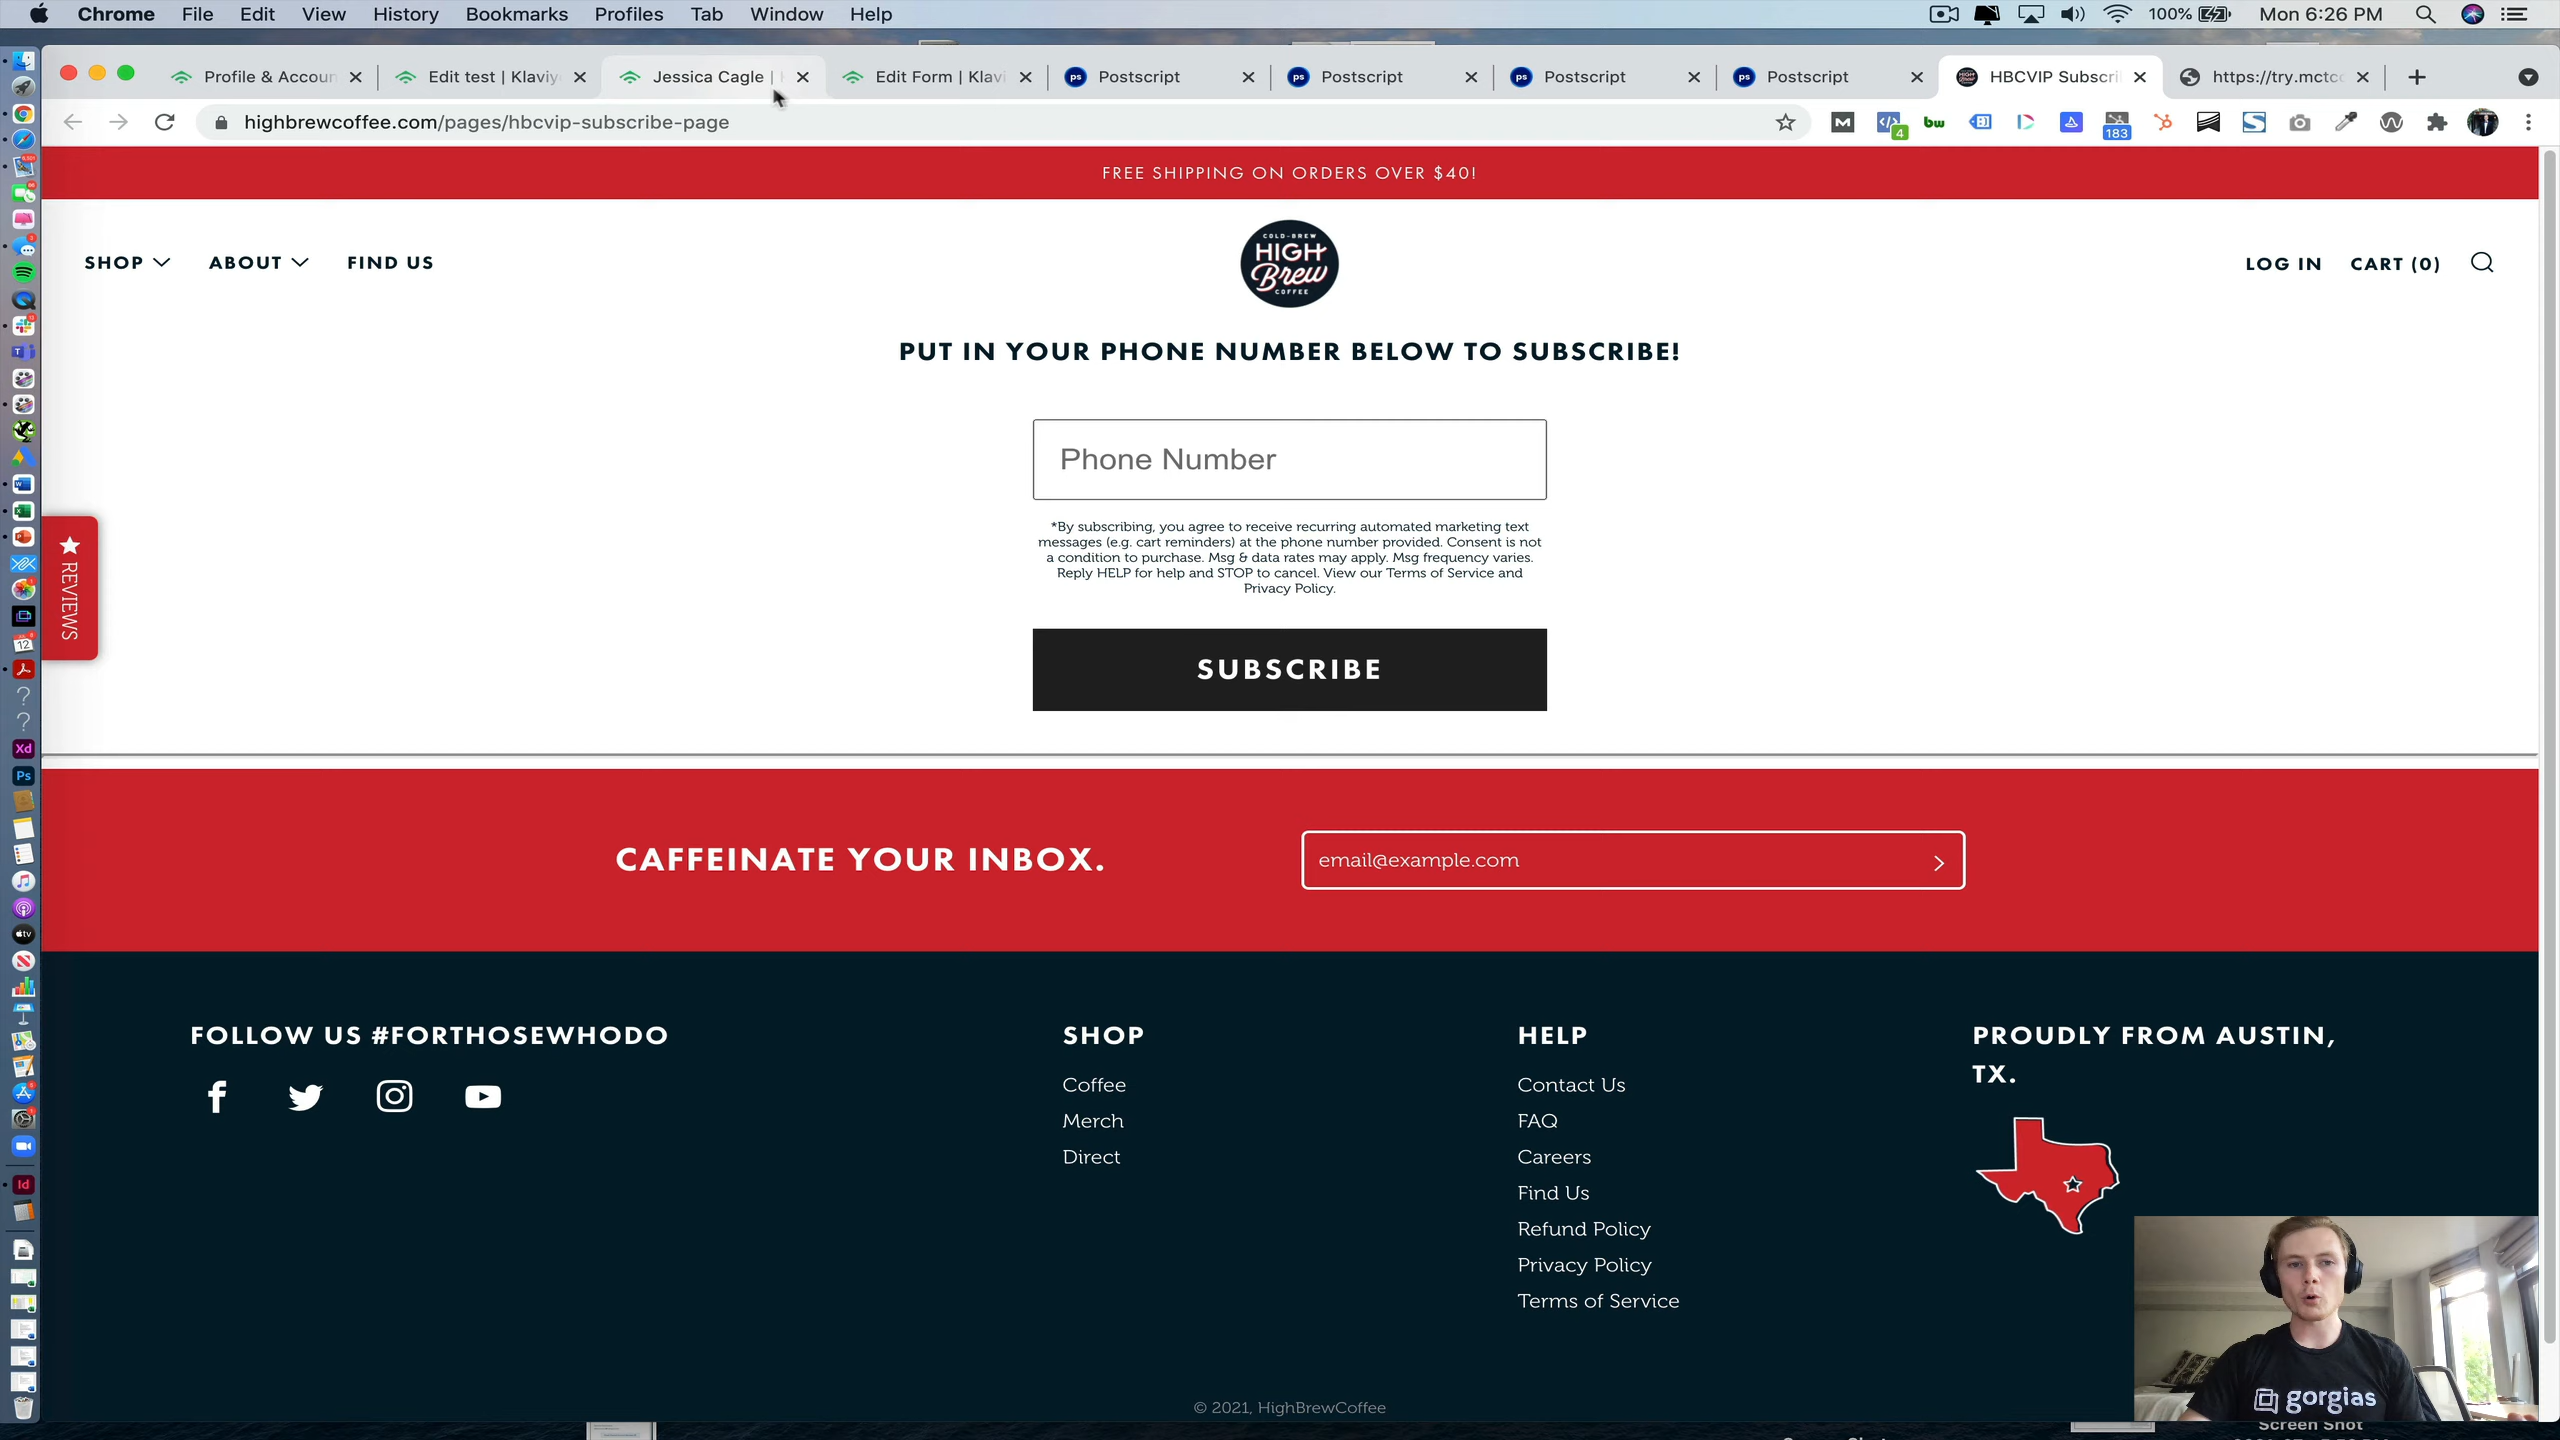 Chrome File Edit View History Bookmarks Profiles Tab Window Help 100% Mon 6:26 PM
Profile & Accoun Edit test | Klaviy Jessica Cagle | Edit Form | Klavi Postscript Postscript Postscript Postscript HBCVIP Subscri https://try.mctc
highbrewcoffee.com/pages/hbcvip-subscribe-page
4
183
FREE SHIPPING ON ORDERS OVER $40!
SHOP ABOUT FIND US
COLD-BREW
HIGH
Brew
COFFEE
LOG IN CART (0)
PUT IN YOUR PHONE NUMBER BELOW TO SUBSCRIBE!
Phone Number
*By subscribing, you agree to receive recurring automated marketing text
messages (e.g. cart reminders) at the phone number provided. Consent is not
a condition to purchase. Msg & data rates may apply. Msg frequency varies.
Reply HELP for help and STOP to cancel. View our Terms of Service and
Privacy Policy.
SUBSCRIBE
★ REVIEWS
CAFFEINATE YOUR INBOX.
email@example.com
FOLLOW US #FORTHOSEWHODO
SHOP
Coffee
Merch
Direct
HELP
Contact Us
FAQ
Careers
Find Us
Refund Policy
Privacy Policy
Terms of Service
PROUDLY FROM AUSTIN,
TX.
© 2021, HighBrewCoffee
gorgias
Screen Shot